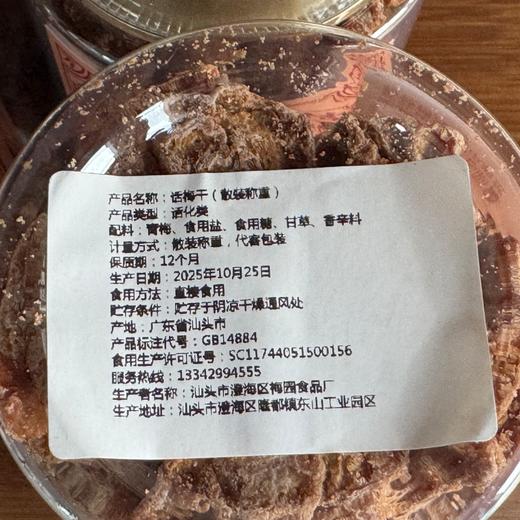 产品名称：话梅干（散装称重）
产品类型：话化类
配料：青梅、食用盐、食用糖、甘草、香辛料
计量方式：散装称重，代客包装
保质期：12个月
生产日期：2025年10月25日
食用方法：直接食用
贮存条件：贮存于阴凉干燥通风处
产地：广东省汕头市
产品标注代号：GB14884
食用生产许可证号：SC11744051500156
服务热线：13342994555
生产者名称：汕头市澄海区梅园食品厂
生产地址：汕头市澄海区隆都镇东山工业园区